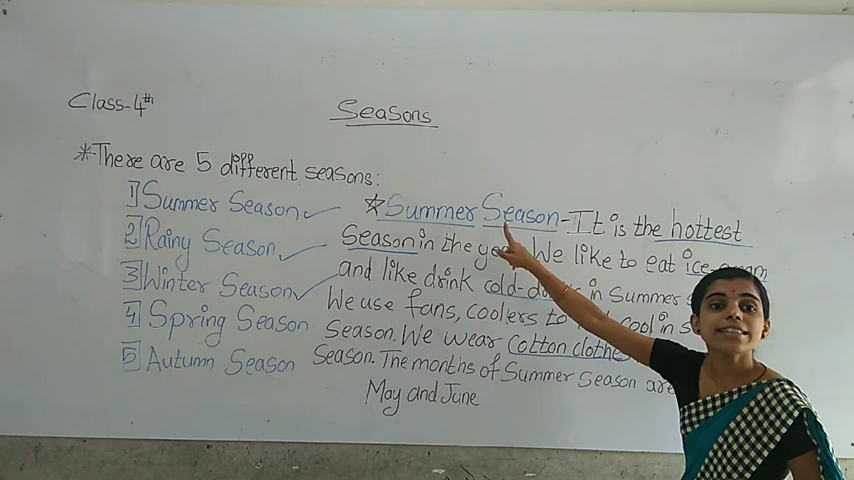 Class-4th
Seasons
*There are 5 different seasons:
1] Summer Season ✓
2] Rainy Season ✓
3] Winter Season ✓
4] Spring Season
5] Autumn Season
☆Summer Season-It is the hottest
Season in the We like to eat ice-
and like drink in Summer
We use fans, coolers to cool in
Season. We wear Cotton clothes
Season. The months of Summer Season are
May and June